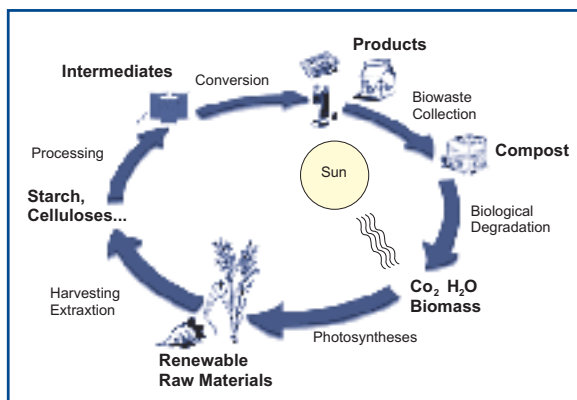 Products
Intermediates
Conversion
Biowaste
Collection
Processing
Compost
Sun
Starch,
Celluloses...
Biological
Degradation
Co₂ H₂O
Biomass
Harvesting
Extraxtion
Photosyntheses
Renewable
Raw Materials